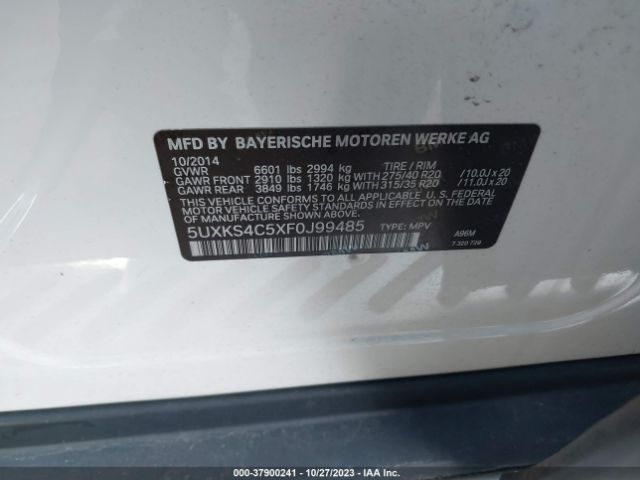 MFD BY BAYERISCHE MOTOREN WERKE AG
10/2014
GVWR 6601 lbs 2994 kg TIRE / RIM
GAWR FRONT 2910 lbs 1320 kg WITH 275/40 R20 / 10.0J x 20
GAWR REAR 3849 lbs 1746 kg WITH 315/35 R20 / 11.0J x 20
THIS VEHICLE CONFORMS TO ALL APPLICABLE U.S. FEDERAL
MOTOR VEHICLE SAFETY STANDARDS IN EFFECT ON THE
DATE OF MANUFACTURE SHOWN ABOVE.
5UXKS4C5XF0J99485 TYPE: MPV A96M
7 320 729
000-37900241 | 10/27/2023 | IAA Inc.